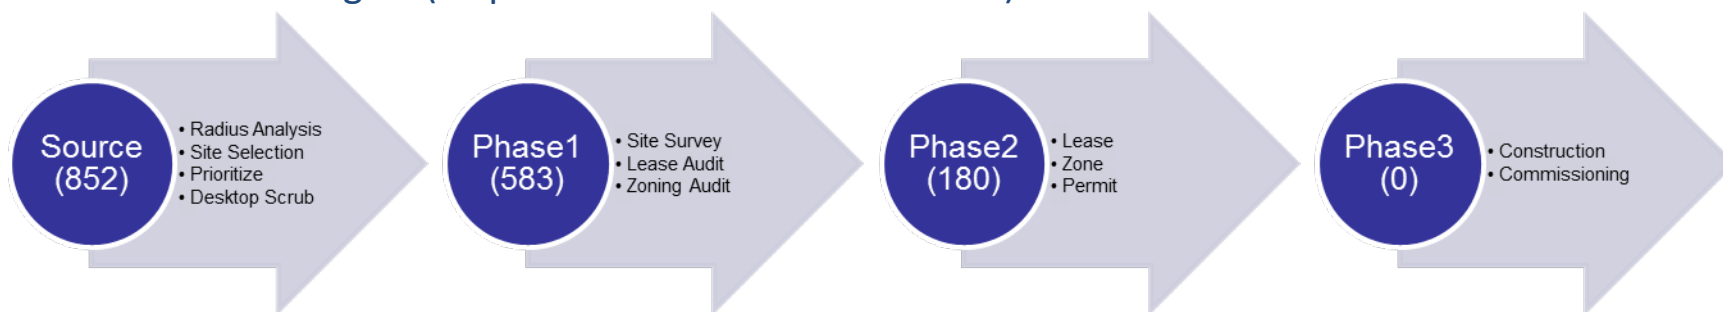 Source
(852)
• Radius Analysis
• Site Selection
• Prioritize
• Desktop Scrub
Phase1
(583)
• Site Survey
• Lease Audit
• Zoning Audit
Phase2
(180)
• Lease
• Zone
• Permit
Phase3
(0)
• Construction
• Commissioning